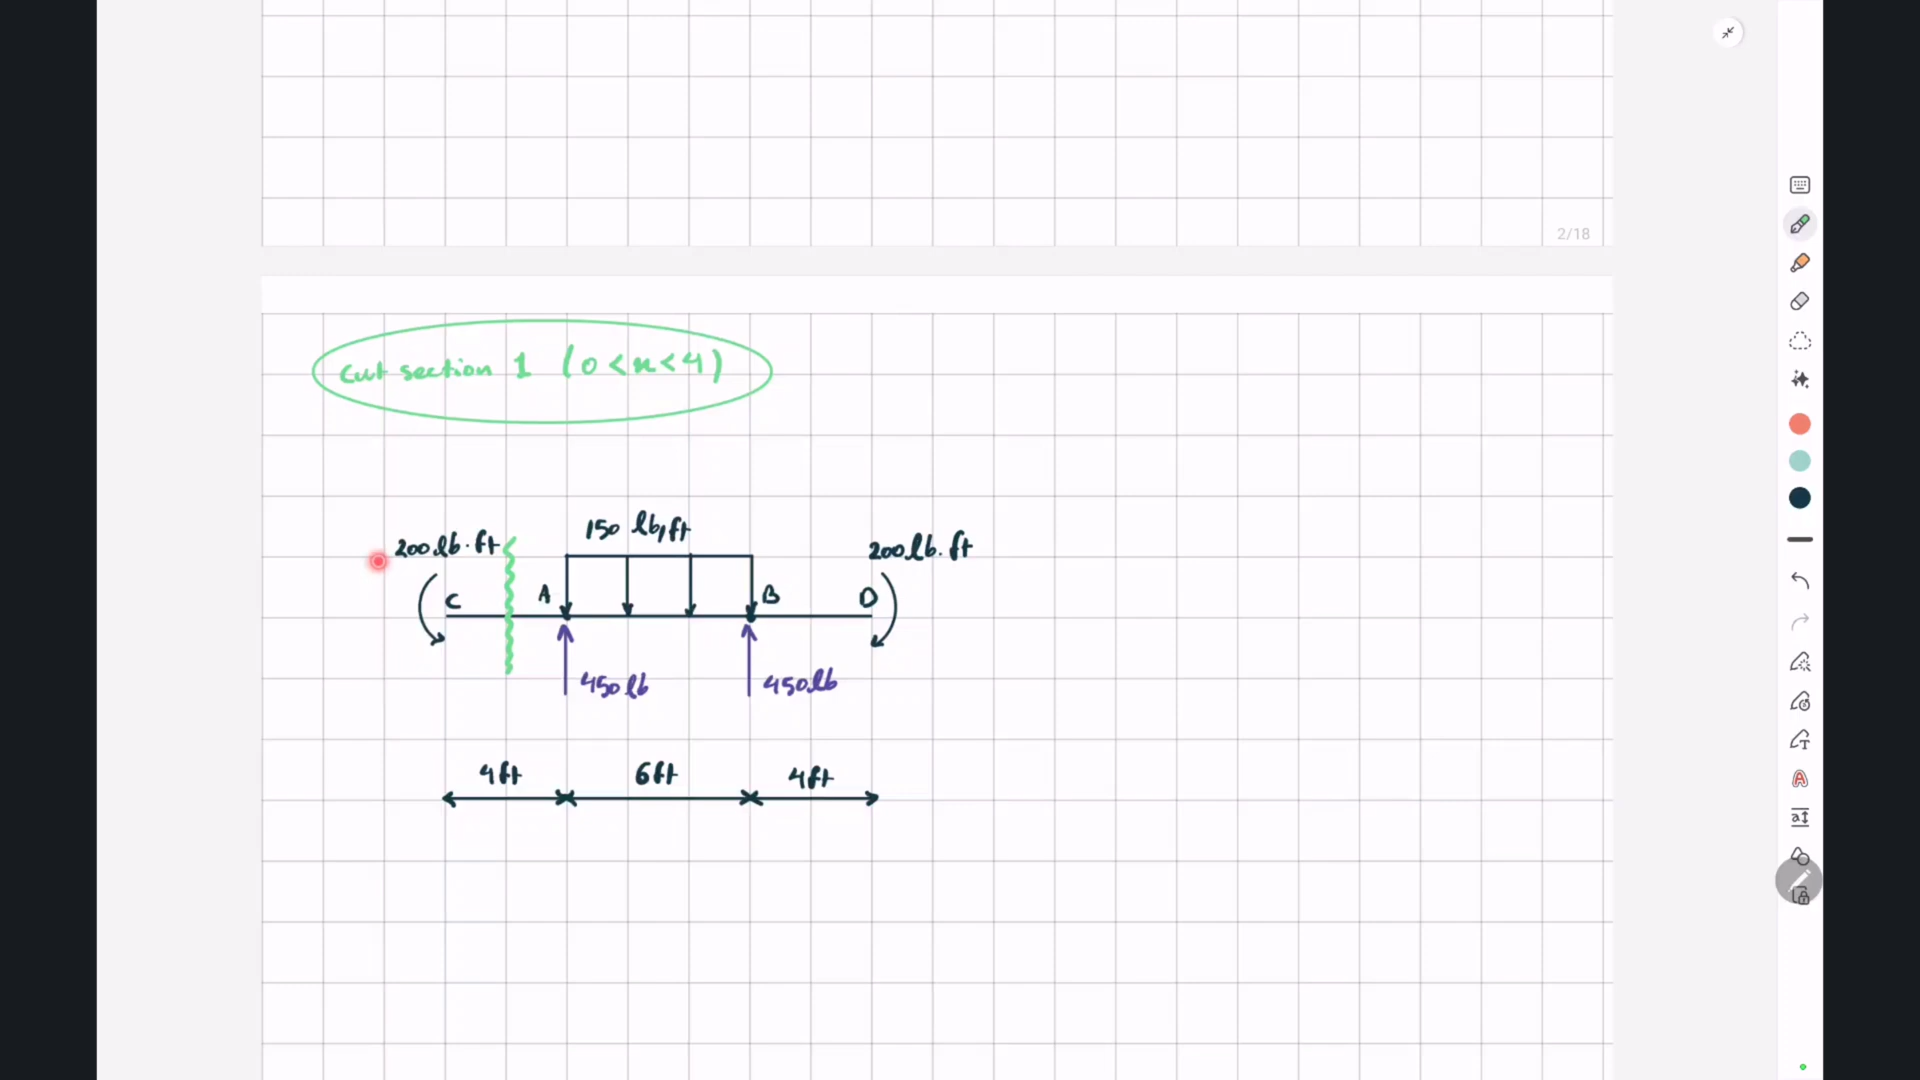 2/18
Cut section 1 (0<x<4)
150 lb/ft
200 lb.ft
200 lb.ft
C
A
B
D
450 lb
450 lb
4ft
6ft
4ft